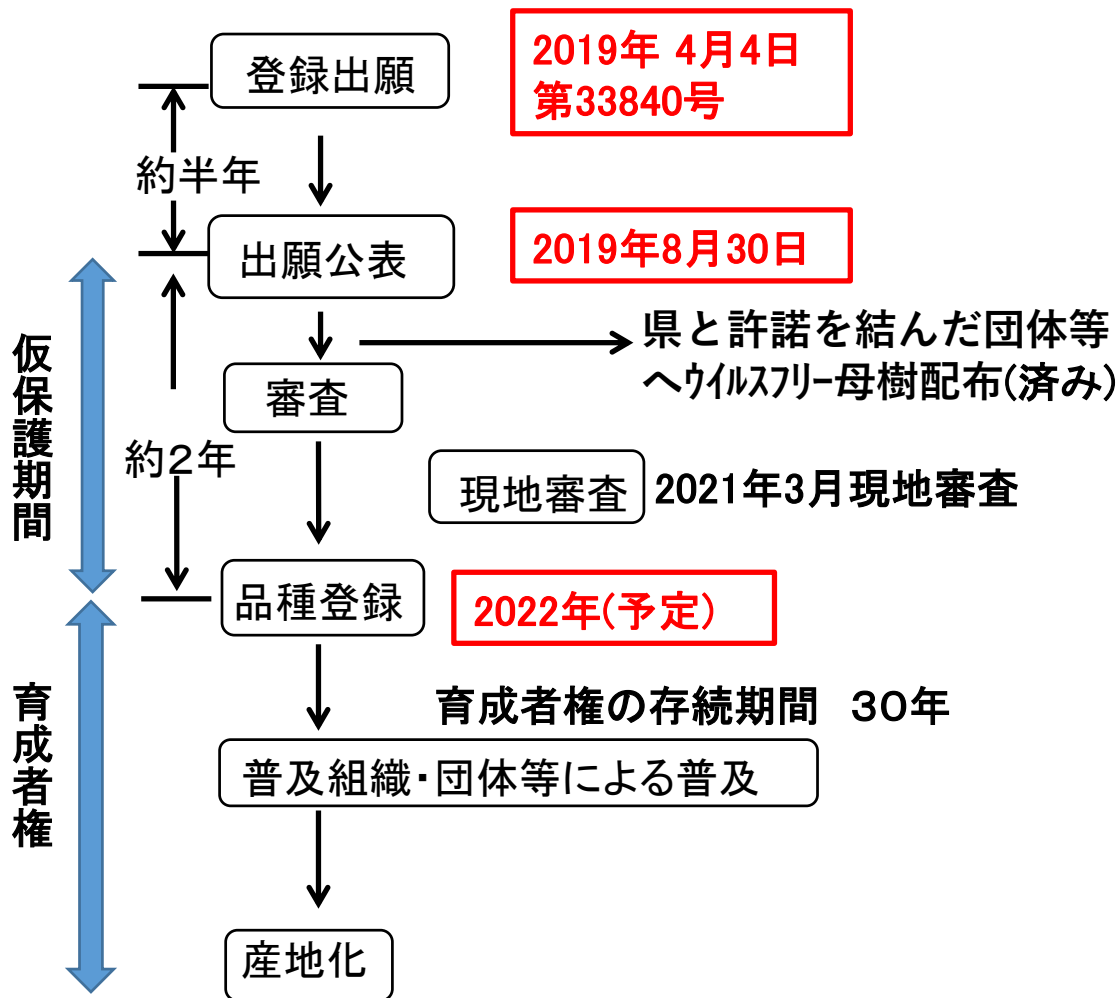 登録出願
2019年 4月4日
第33840号
約半年
出願公表
2019年8月30日
県と許諾を結んだ団体等
へｳｲﾙｽﾌﾘｰ母樹配布(済み)
仮保護期間
審査
約２年
現地審査
2021年3月現地審査
品種登録
2022年(予定)
育成者権の存続期間　３０年
育成者権
普及組織・団体等による普及
産地化